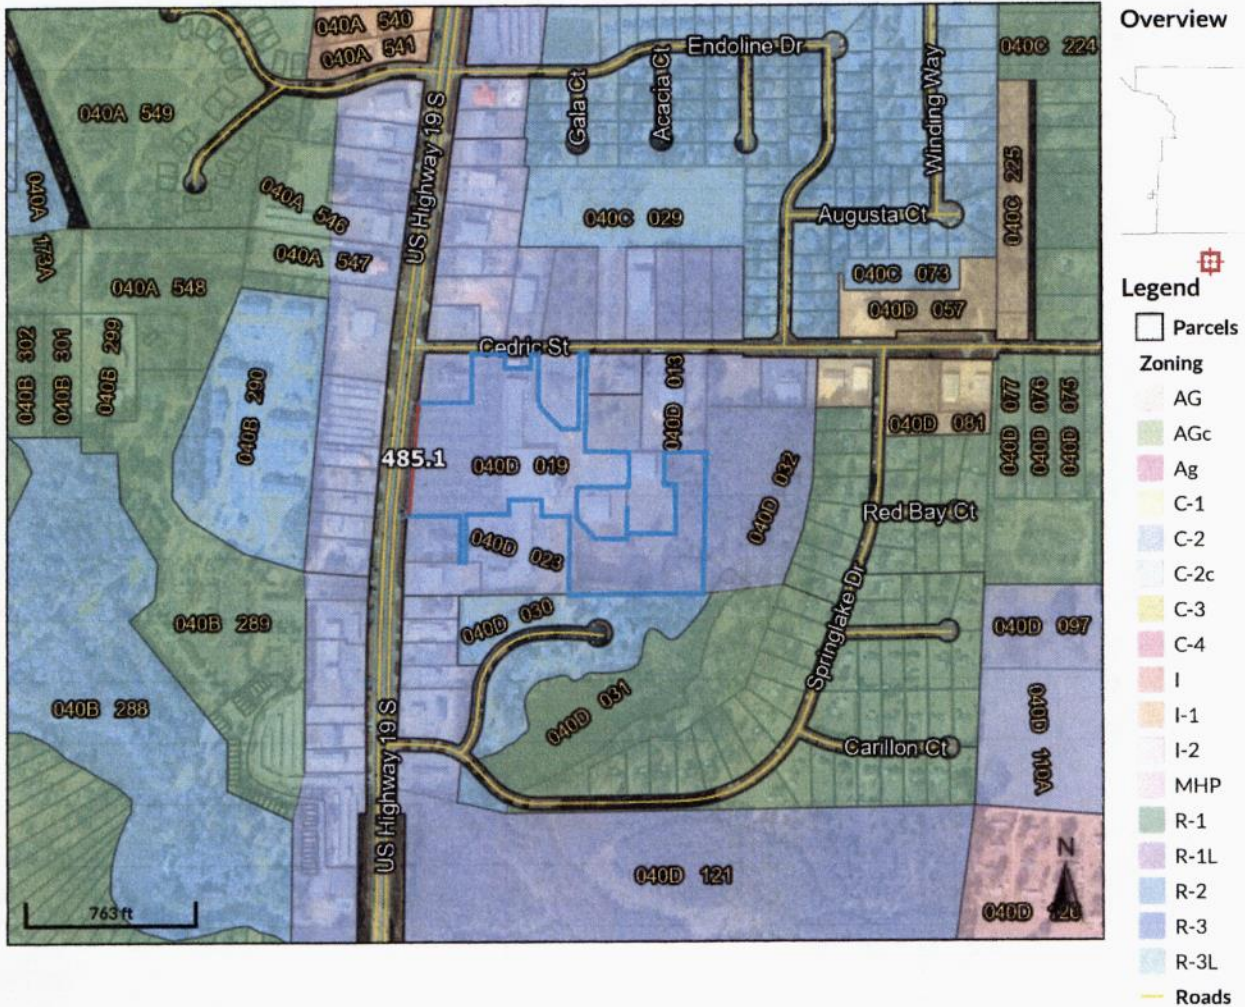 Overview
Legend
Parcels
Zoning
AG
AGc
Ag
C-1
C-2
C-2c
C-3
C-4
I
I-1
I-2
MHP
R-1
R-1L
R-2
R-3
R-3L
Roads
040A 540
040A 541
040A 549
040A 173A
040A 546
040A 547
040A 548
040B 302
040B 301
040B 299
040B 290
040B 289
040B 288
US Highway 19 S
US Highway 19 S
Endoline Dr
Gala Ct
Acacia Ct
Winding Way
Augusta Ct
040C 224
040C 225
040C 029
040C 073
040D 057
Cedric St
040D 013
040D 019
485.1
040D 023
040D 032
040D 081
040D 077
040D 076
040D 075
Red Bay Ct
Springlake Dr
040D 030
040D 031
040D 097
040D 110A
Carillon Ct
040D 121
N
763 ft